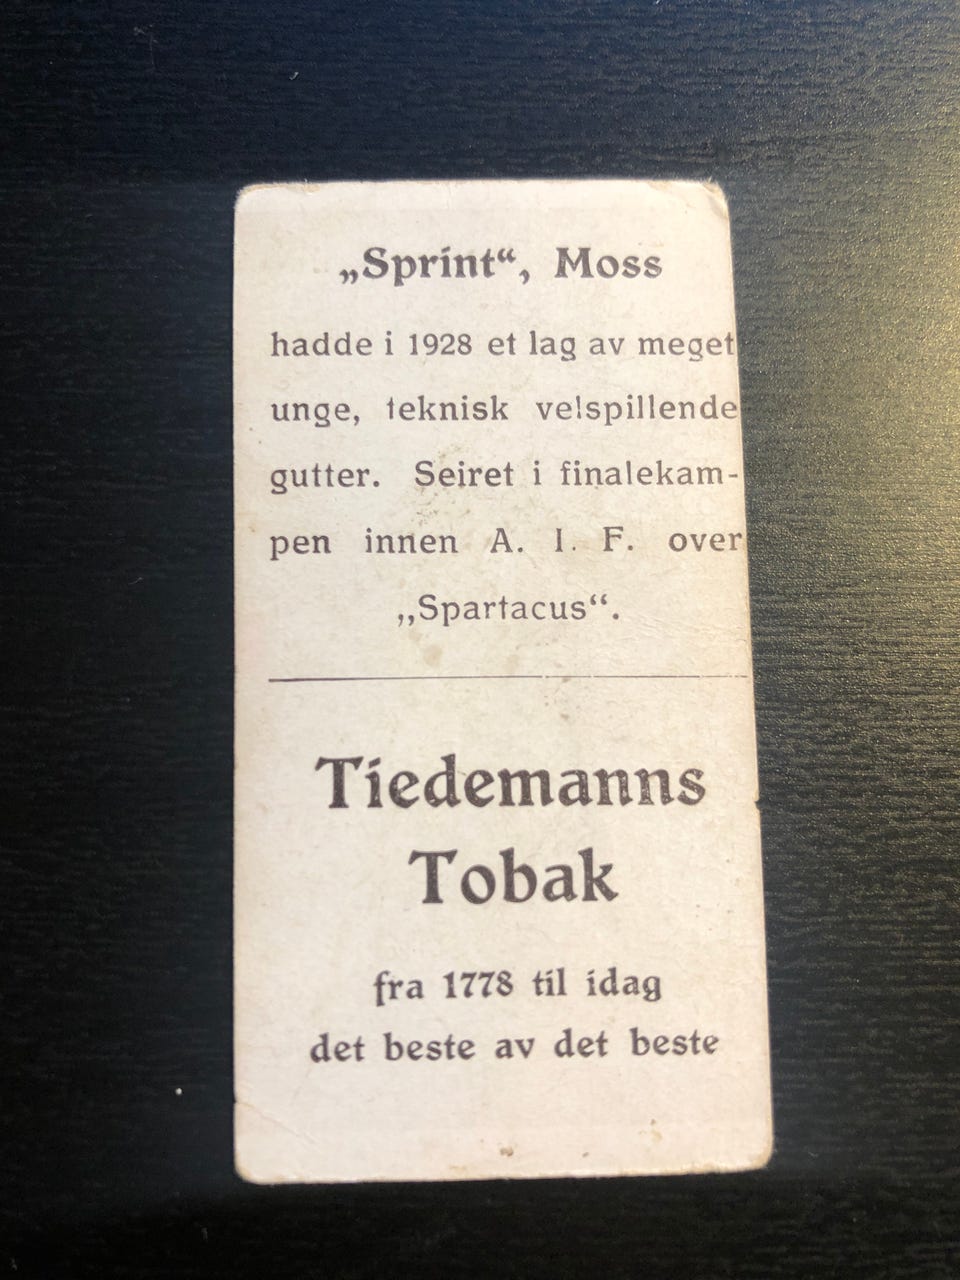 „Sprint“, Moss
hadde i 1928 et lag av meget
unge, teknisk velspillende
gutter. Seiret i finalekam-
pen innen A. I. F. over
„Spartacus“.
Tiedemanns
Tobak
fra 1778 til idag
det beste av det beste